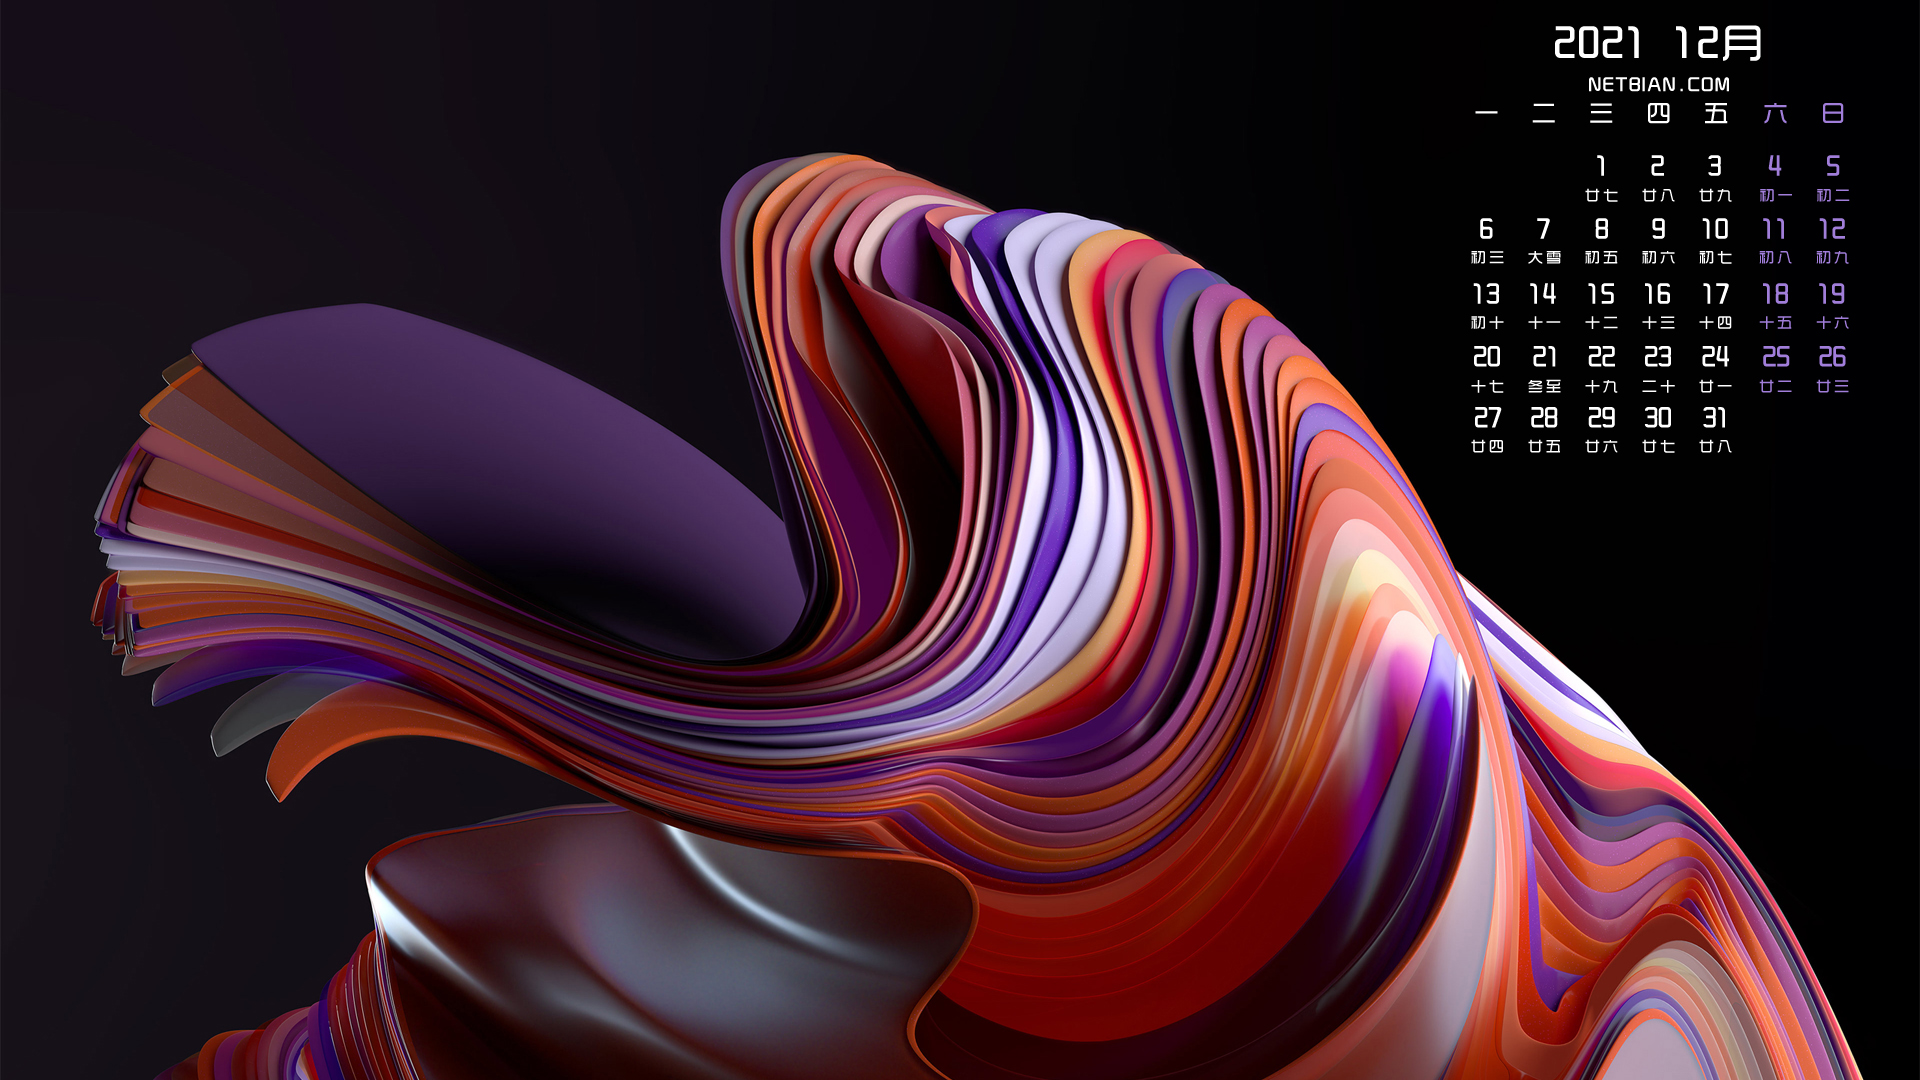 2021 12月
NETBIAN.COM
一 二 三 四 五 六 日
1 2 3 4 5
廿七 廿八 廿九 初一 初二
6 7 8 9 10 11 12
初三 大雪 初五 初六 初七 初八 初九
13 14 15 16 17 18 19
初十 十一 十二 十三 十四 十五 十六
20 21 22 23 24 25 26
十七 冬至 十九 二十 廿一 廿二 廿三
27 28 29 30 31
廿四 廿五 廿六 廿七 廿八